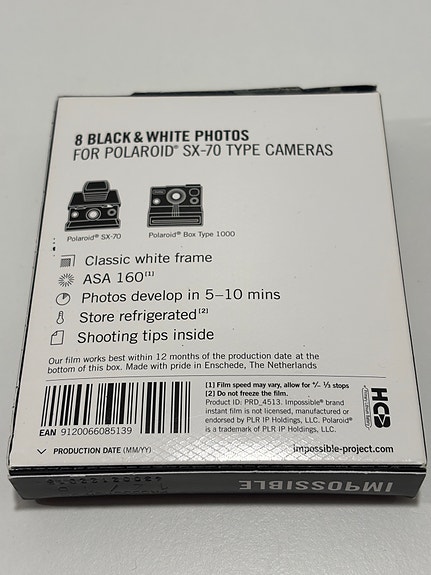 8 BLACK & WHITE PHOTOS
FOR POLAROID® SX-70 TYPE CAMERAS
Polaroid® SX-70
Polaroid® Box Type 1000
Classic white frame
ASA 160[1]
Photos develop in 5–10 mins
Store refrigerated[2]
Shooting tips inside
Our film works best within 12 months of the production date at the
bottom of this box. Made with pride in Enschede, The Netherlands
[1] Film speed may vary, allow for +/- 1/3 stops
[2] Do not freeze the film.
Product ID: PRD_4513. Impossible® brand
instant film is not licensed, manufactured or
endorsed by PLR IP Holdings, LLC. Polaroid®
is a trademark of PLR IP Holdings, LLC.
EAN 9120066085139
PRODUCTION DATE (MM/YY)
impossible-project.com
IMPOSSIBLE